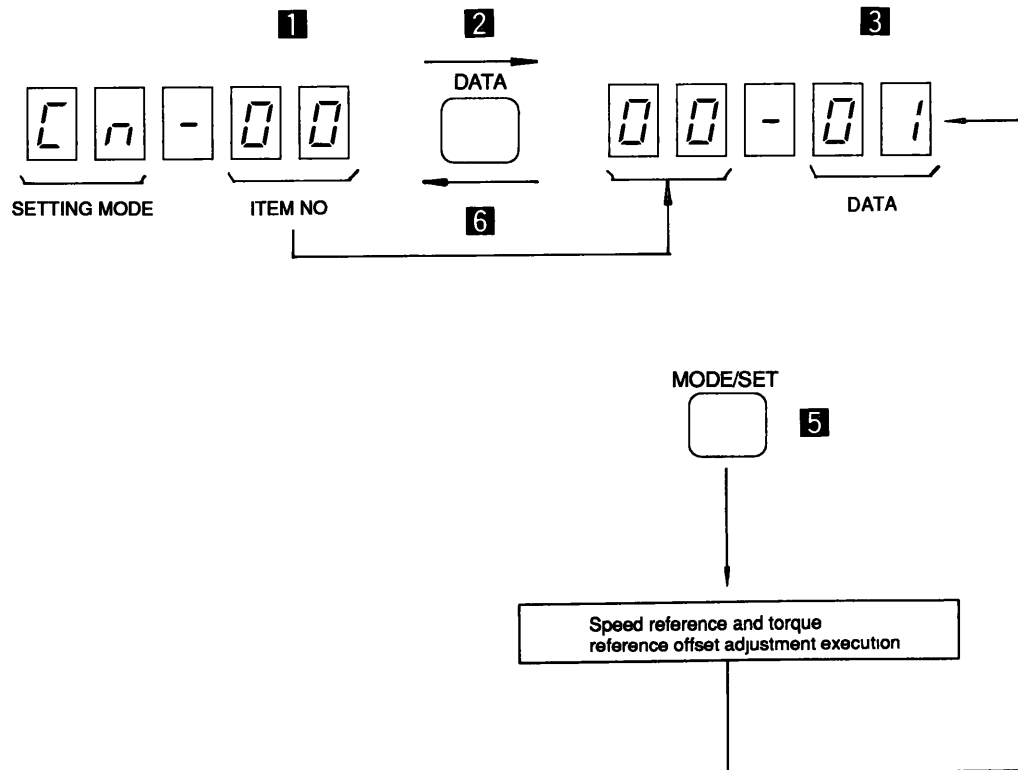 1 2 3
DATA
Cn-00 00-01
SETTING MODE ITEM NO DATA
6
MODE/SET
5
Speed reference and torque
reference offset adjustment execution